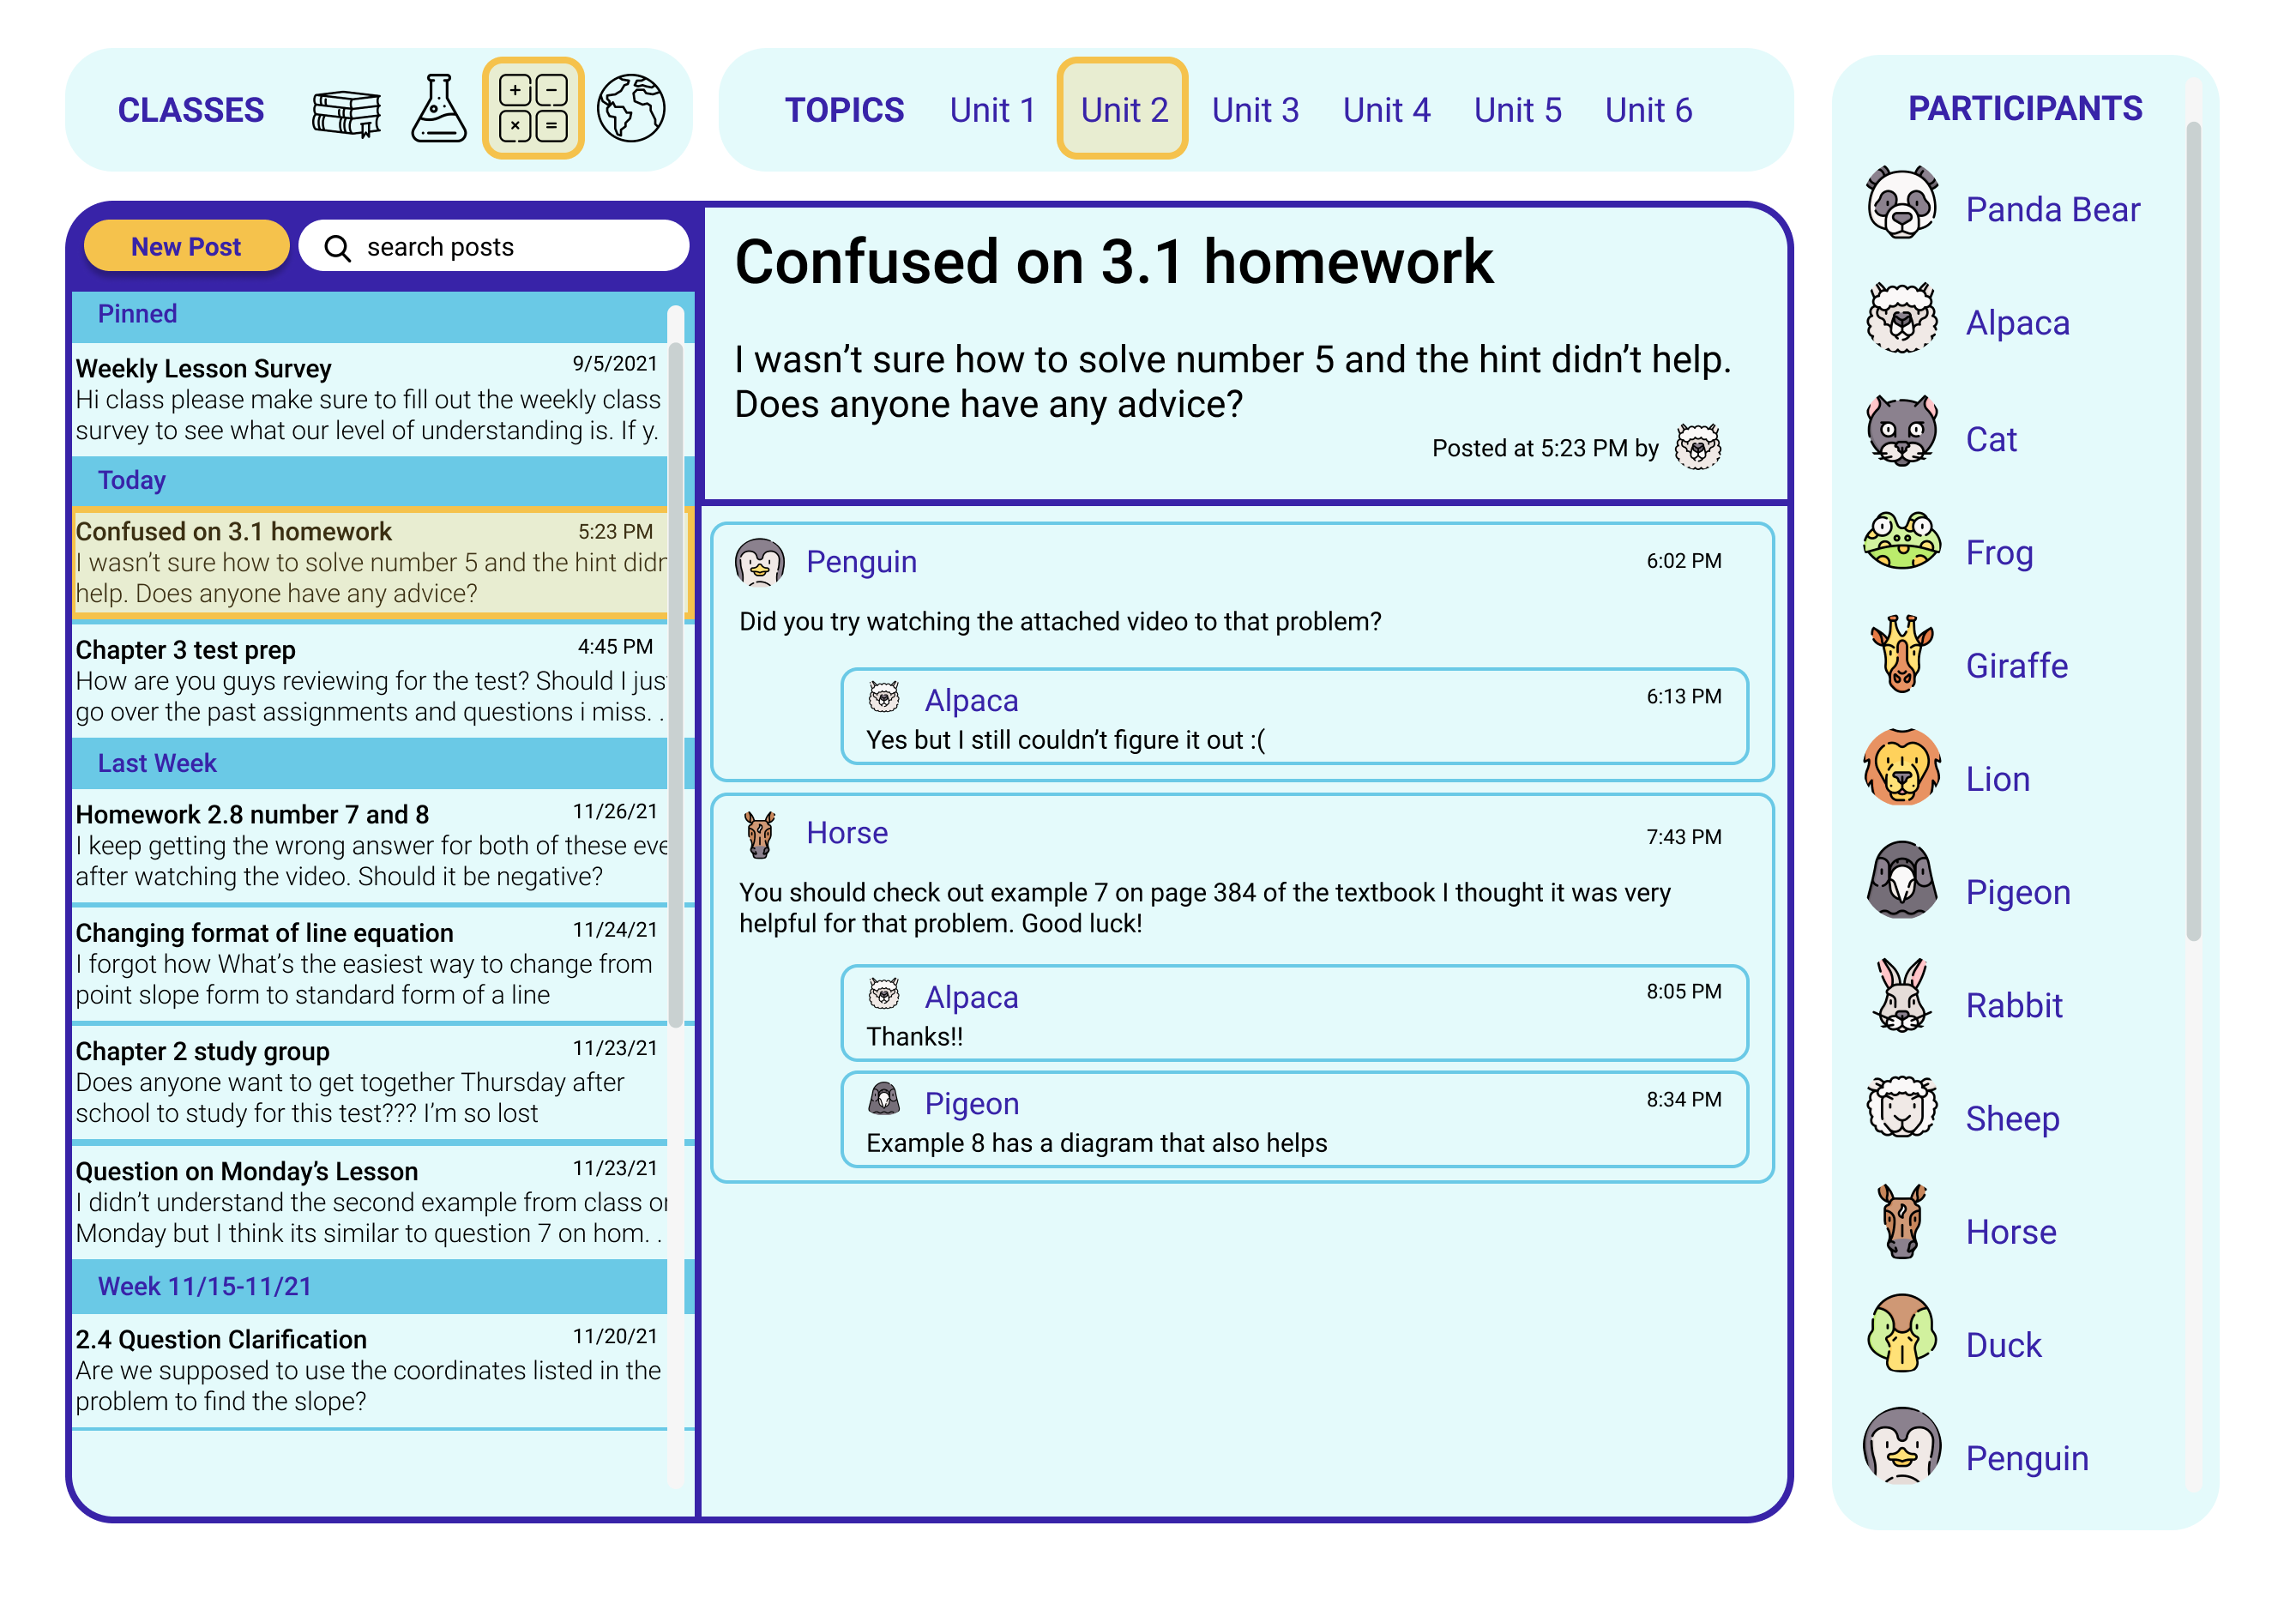 CLASSES
TOPICS Unit 1 Unit 2 Unit 3 Unit 4 Unit 5 Unit 6
New Post
search posts
Pinned
Weekly Lesson Survey 9/5/2021
Hi class please make sure to fill out the weekly class
survey to see what our level of understanding is. If y.
Today
Confused on 3.1 homework 5:23 PM
I wasn’t sure how to solve number 5 and the hint didn
help. Does anyone have any advice?
Chapter 3 test prep 4:45 PM
How are you guys reviewing for the test? Should I jus
go over the past assignments and questions i miss. .
Last Week
Homework 2.8 number 7 and 8 11/26/21
I keep getting the wrong answer for both of these eve
after watching the video. Should it be negative?
Changing format of line equation 11/24/21
I forgot how What’s the easiest way to change from
point slope form to standard form of a line
Chapter 2 study group 11/23/21
Does anyone want to get together Thursday after
school to study for this test??? I’m so lost
Question on Monday’s Lesson 11/23/21
I didn’t understand the second example from class on
Monday but I think its similar to question 7 on hom. .
Week 11/15-11/21
2.4 Question Clarification 11/20/21
Are we supposed to use the coordinates listed in the
problem to find the slope?
Confused on 3.1 homework
I wasn’t sure how to solve number 5 and the hint didn’t help.
Does anyone have any advice?
Posted at 5:23 PM by
Penguin 6:02 PM
Did you try watching the attached video to that problem?
Alpaca 6:13 PM
Yes but I still couldn’t figure it out :(
Horse 7:43 PM
You should check out example 7 on page 384 of the textbook I thought it was very
helpful for that problem. Good luck!
Alpaca 8:05 PM
Thanks!!
Pigeon 8:34 PM
Example 8 has a diagram that also helps
PARTICIPANTS
Panda Bear
Alpaca
Cat
Frog
Giraffe
Lion
Pigeon
Rabbit
Sheep
Horse
Duck
Penguin